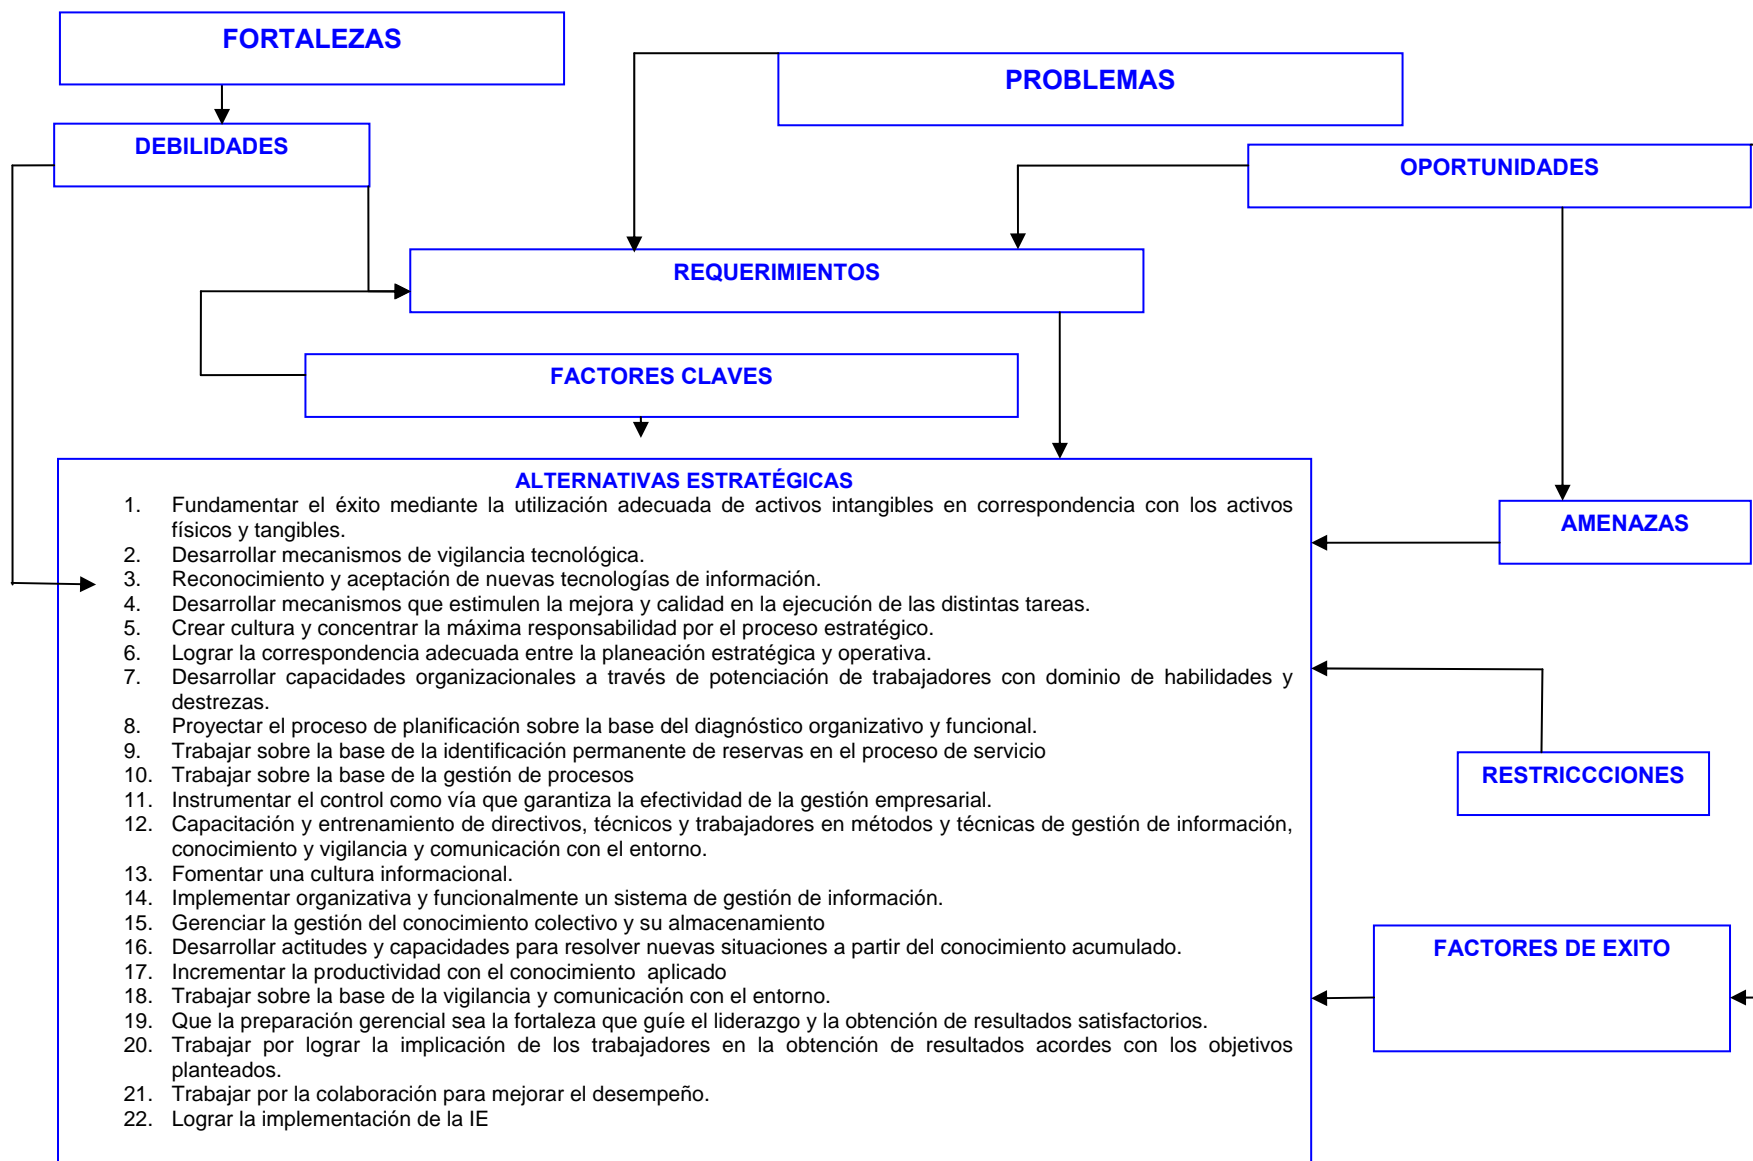 FORTALEZAS
PROBLEMAS
DEBILIDADES
OPORTUNIDADES
REQUERIMIENTOS
FACTORES CLAVES
ALTERNATIVAS ESTRATÉGICAS
1. Fundamentar el éxito mediante la utilización adecuada de activos intangibles en correspondencia con los activos
físicos y tangibles.
2. Desarrollar mecanismos de vigilancia tecnológica.
3. Reconocimiento y aceptación de nuevas tecnologías de información.
4. Desarrollar mecanismos que estimulen la mejora y calidad en la ejecución de las distintas tareas.
5. Crear cultura y concentrar la máxima responsabilidad por el proceso estratégico.
6. Lograr la correspondencia adecuada entre la planeación estratégica y operativa.
7. Desarrollar capacidades organizacionales a través de potenciación de trabajadores con dominio de habilidades y
destrezas.
8. Proyectar el proceso de planificación sobre la base del diagnóstico organizativo y funcional.
9. Trabajar sobre la base de la identificación permanente de reservas en el proceso de servicio
10. Trabajar sobre la base de la gestión de procesos
11. Instrumentar el control como vía que garantiza la efectividad de la gestión empresarial.
12. Capacitación y entrenamiento de directivos, técnicos y trabajadores en métodos y técnicas de gestión de información,
conocimiento y vigilancia y comunicación con el entorno.
13. Fomentar una cultura informacional.
14. Implementar organizativa y funcionalmente un sistema de gestión de información.
15. Gerenciar la gestión del conocimiento colectivo y su almacenamiento
16. Desarrollar actitudes y capacidades para resolver nuevas situaciones a partir del conocimiento acumulado.
17. Incrementar la productividad con el conocimiento aplicado
18. Trabajar sobre la base de la vigilancia y comunicación con el entorno.
19. Que la preparación gerencial sea la fortaleza que guíe el liderazgo y la obtención de resultados satisfactorios.
20. Trabajar por lograr la implicación de los trabajadores en la obtención de resultados acordes con los objetivos
planteados.
21. Trabajar por la colaboración para mejorar el desempeño.
22. Lograr la implementación de la IE
AMENAZAS
RESTRICCCIONES
FACTORES DE EXITO